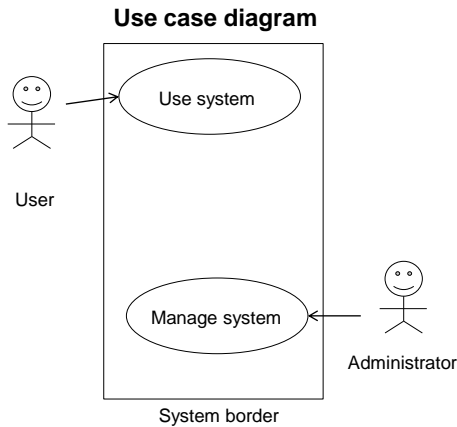 Use case diagram
Use system
User
Manage system
Administrator
System border